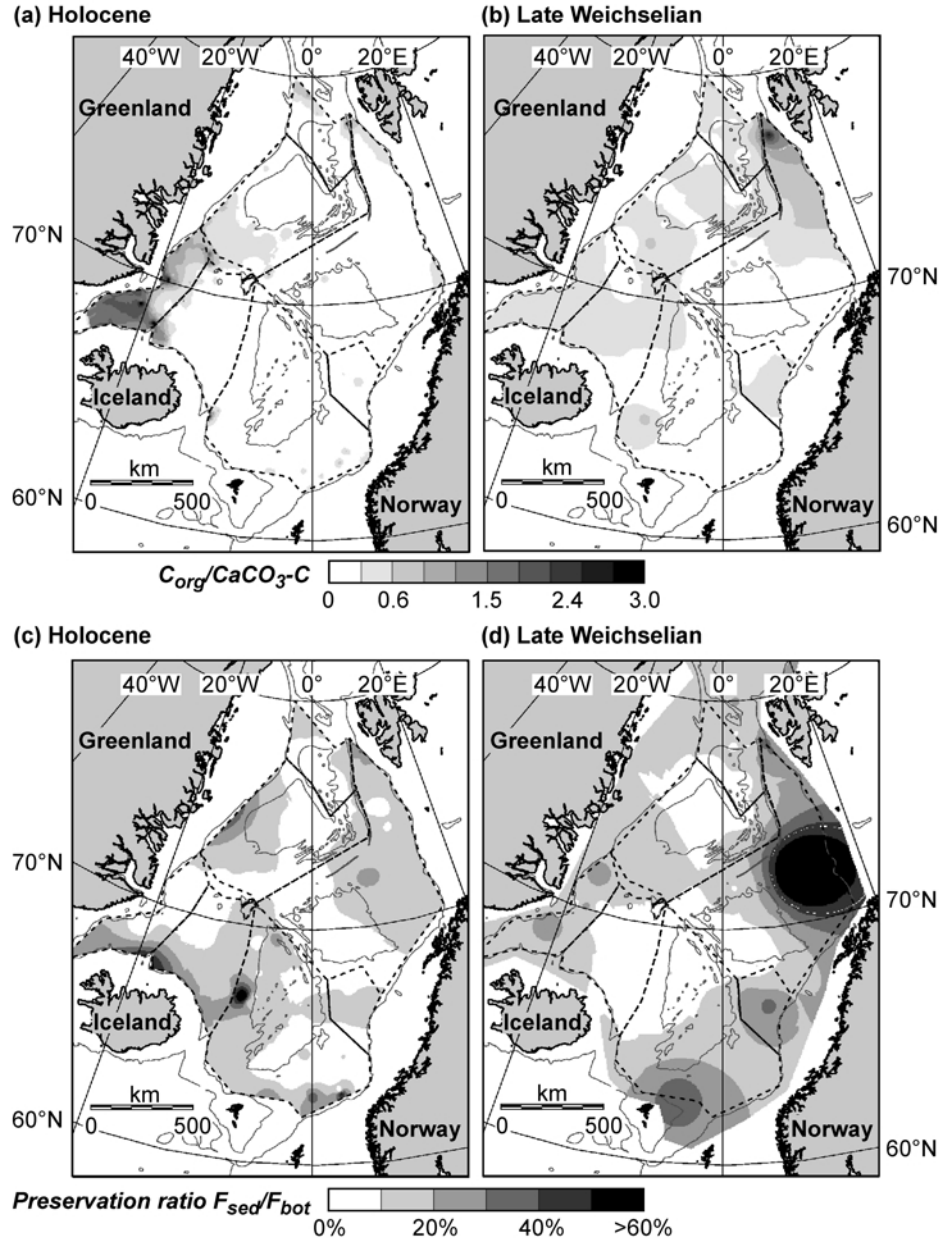 (a) Holocene
(b) Late Weichselian
40°W 20°W 0° 20°E
40°W 20°W 0° 20°E
Greenland
Greenland
70°N
70°N
Iceland
Iceland
km
km
0 500
0 500
Norway
Norway
60°N
60°N
Corg/CaCO3-C
0 0.6 1.5 2.4 3.0
(c) Holocene
(d) Late Weichselian
40°W 20°W 0° 20°E
40°W 20°W 0° 20°E
Greenland
Greenland
70°N
70°N
Iceland
Iceland
km
km
0 500
0 500
Norway
Norway
60°N
60°N
Preservation ratio Fsed/Fbot
0% 20% 40% >60%